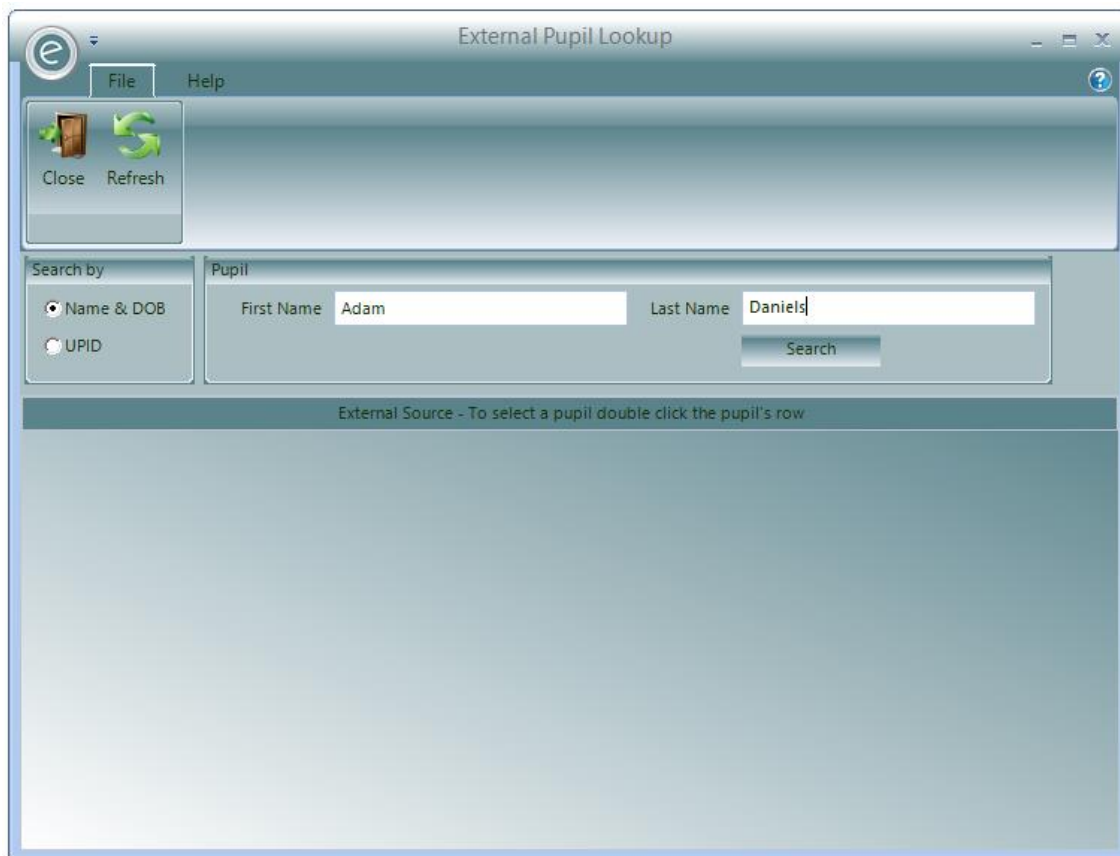 External Pupil Lookup
e
File Help
Close Refresh
Search by
Name & DOB
UPID
Pupil
First Name Adam Last Name Daniels
Search
External Source - To select a pupil double click the pupil's row